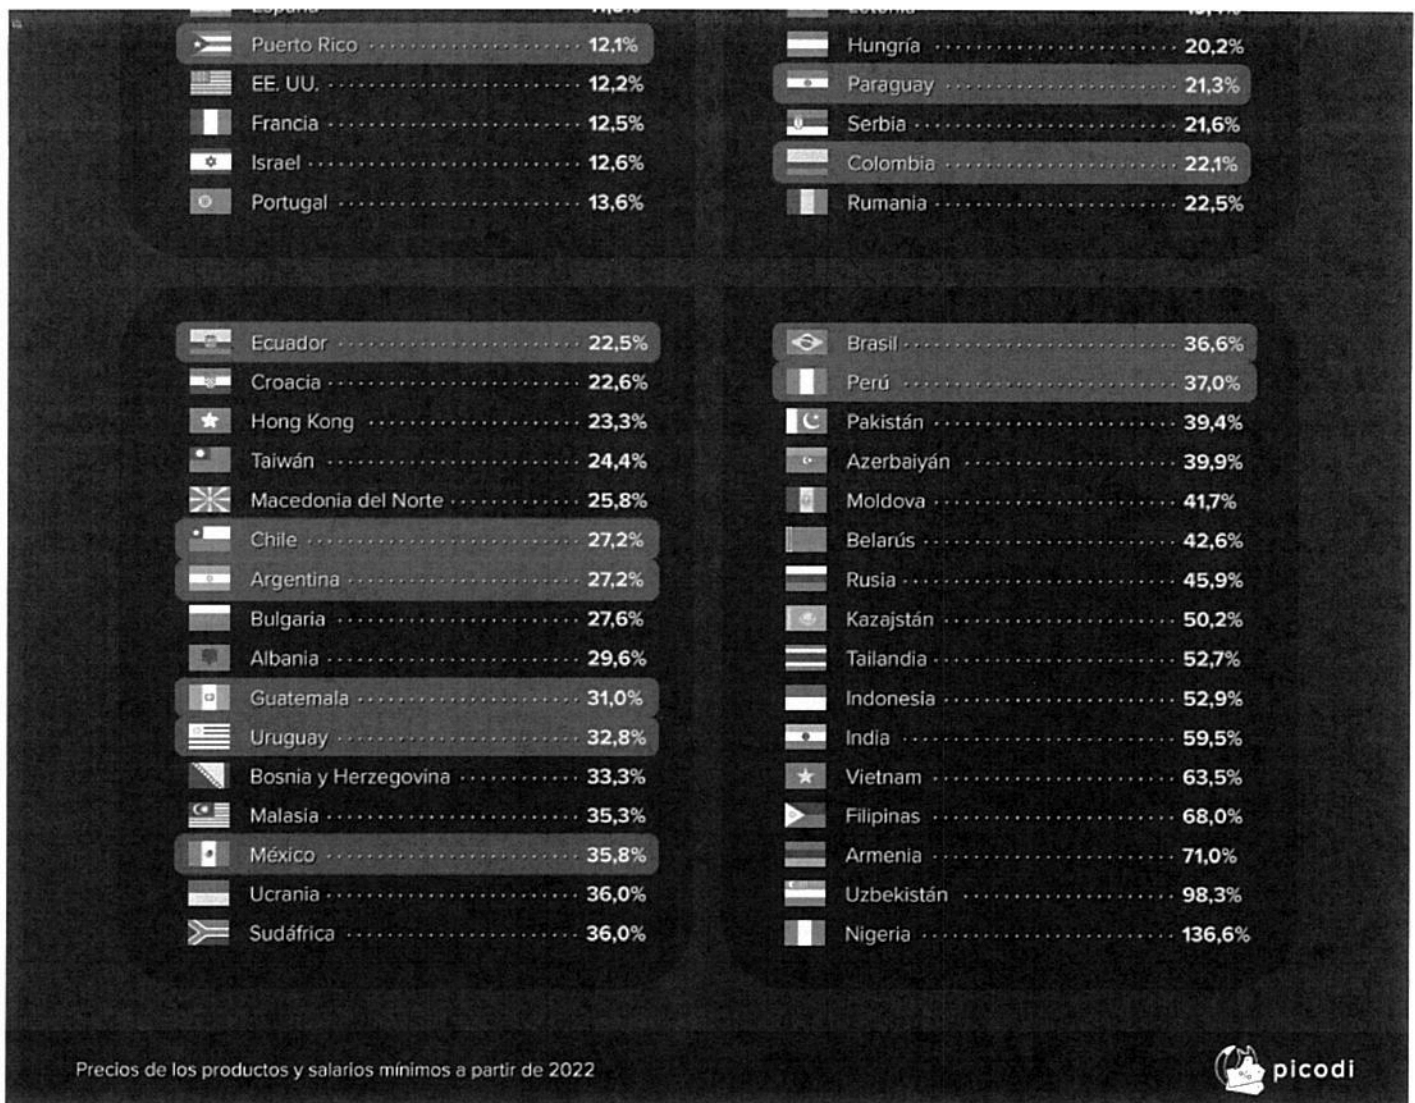 Puerto Rico 12,1%
EE. UU. 12,2%
Francia 12,5%
Israel 12,6%
Portugal 13,6%
Hungría 20,2%
Paraguay 21,3%
Serbia 21,6%
Colombia 22,1%
Rumania 22,5%
Ecuador 22,5%
Croacia 22,6%
Hong Kong 23,3%
Taiwán 24,4%
Macedonia del Norte 25,8%
Chile 27,2%
Argentina 27,2%
Bulgaria 27,6%
Albania 29,6%
Guatemala 31,0%
Uruguay 32,8%
Bosnia y Herzegovina 33,3%
Malasia 35,3%
México 35,8%
Ucrania 36,0%
Sudáfrica 36,0%
Brasil 36,6%
Perú 37,0%
Pakistán 39,4%
Azerbaiyán 39,9%
Moldova 41,7%
Belarús 42,6%
Rusia 45,9%
Kazajstán 50,2%
Tailandia 52,7%
Indonesia 52,9%
India 59,5%
Vietnam 63,5%
Filipinas 68,0%
Armenia 71,0%
Uzbekistán 98,3%
Nigeria 136,6%
Precios de los productos y salarios mínimos a partir de 2022
picodi